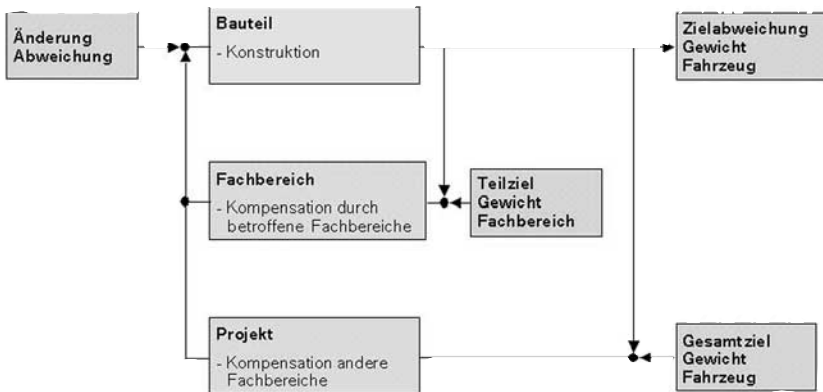 Änderung
Abweichung
Bauteil
- Konstruktion
Zielabweichung
Gewicht
Fahrzeug
Fachbereich
- Kompensation durch
betroffene Fachbereiche
Teilziel
Gewicht
Fachbereich
Projekt
- Kompensation andere
Fachbereiche
Gesamtziel
Gewicht
Fahrzeug